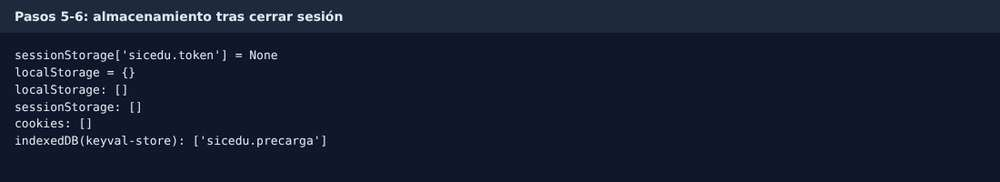 Pasos 5-6: almacenamiento tras cerrar sesión
sessionStorage['sicedu.token'] = None
localStorage = {}
localStorage: []
sessionStorage: []
cookies: []
indexedDB(keyval-store): ['sicedu.precarga']